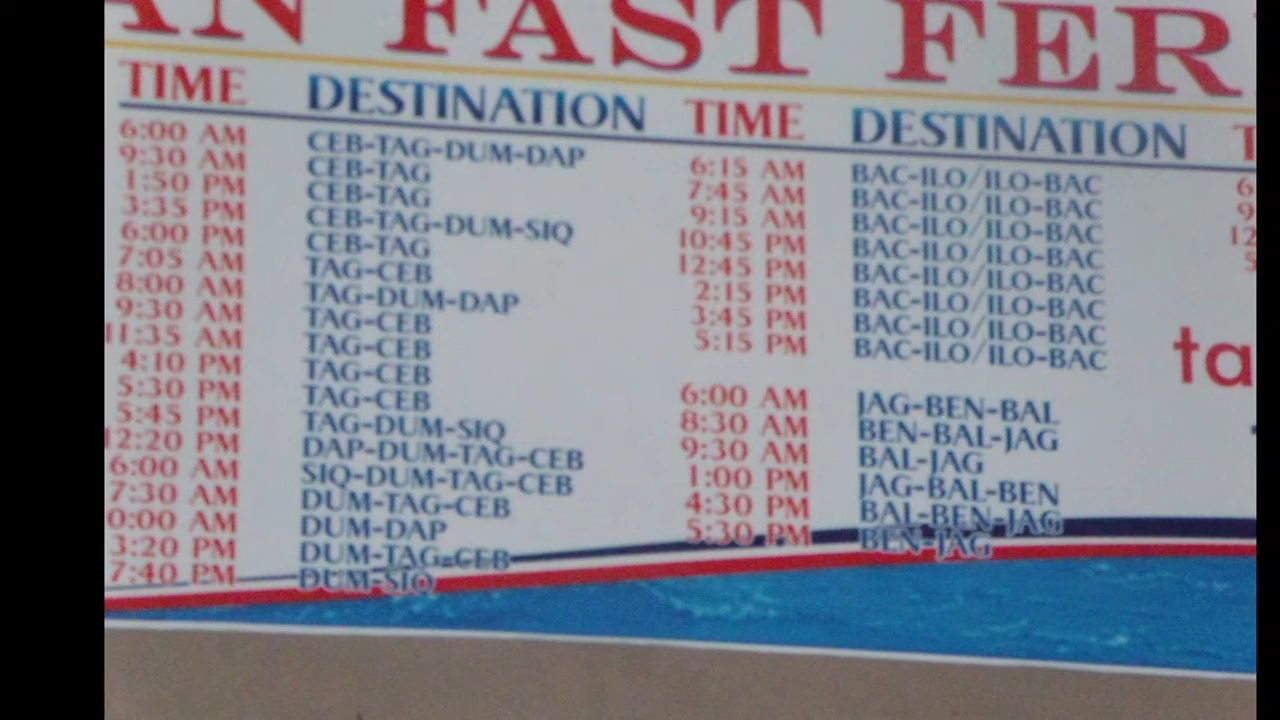 AN FAST FER
TIME DESTINATION
6:00 AM CEB-TAG-DUM-DAP
9:30 AM CEB-TAG
1:50 PM CEB-TAG
3:35 PM CEB-TAG-DUM-SIQ
6:00 PM CEB-TAG
7:05 AM TAG-CEB
8:00 AM TAG-DUM-DAP
9:30 AM TAG-CEB
11:35 AM TAG-CEB
4:10 PM TAG-CEB
5:30 PM TAG-CEB
5:45 PM TAG-DUM-SIQ
12:20 PM DAP-DUM-TAG-CEB
6:00 AM SIQ-DUM-TAG-CEB
7:30 AM DUM-TAG-CEB
0:00 AM DUM-DAP
3:20 PM DUM-TAG-CEB
7:40 PM DUM-SIQ
TIME DESTINATION
6:15 AM BAC-ILO/ILO-BAC
7:45 AM BAC-ILO/ILO-BAC
9:15 AM BAC-ILO/ILO-BAC
10:45 PM BAC-ILO/ILO-BAC
12:45 PM BAC-ILO/ILO-BAC
2:15 PM BAC-ILO/ILO-BAC
3:45 PM BAC-ILO/ILO-BAC
5:15 PM BAC-ILO/ILO-BAC
6:00 AM JAG-BEN-BAL
8:30 AM BEN-BAL-JAG
9:30 AM BAL-JAG
1:00 PM JAG-BAL-BEN
4:30 PM BAL-BEN-JAG
5:30 PM BEN-JAG
T
6
9
12
5
ta